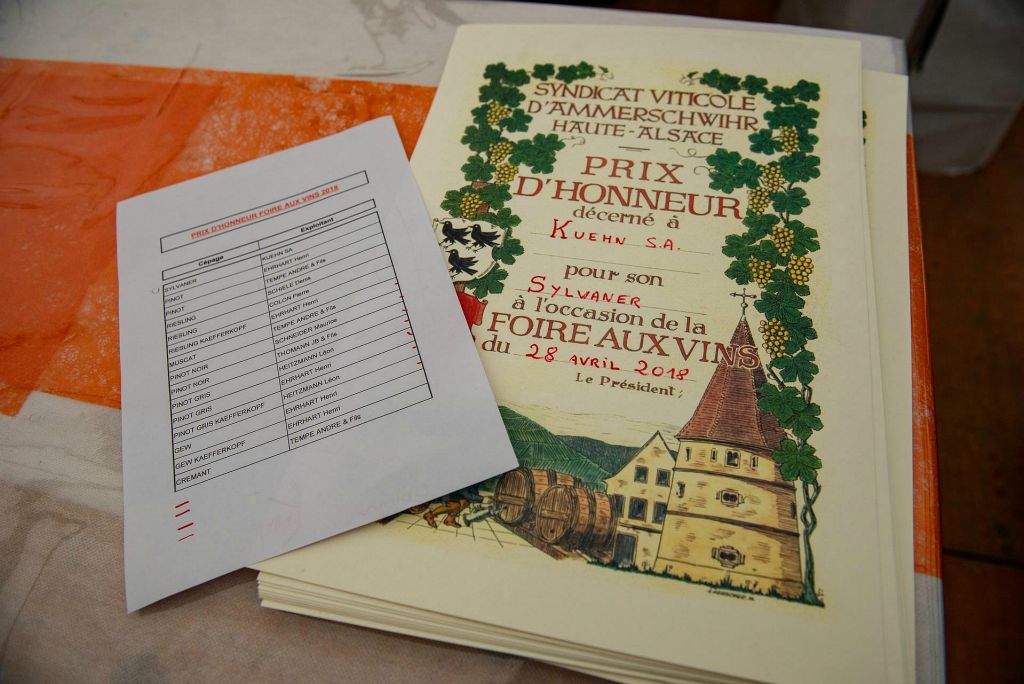 PRIX D'HONNEUR FOIRE AUX VINS 2018
Cépage Exploitant
SYLVANER KUEHN SA
PINOT EHRHART Henri
PINOT TEMPE ANDRE & Fils
RIESLING SCHIELE Denis
RIESLING COLON Pierre
RIESLING KAEFFERKOPF EHRHART Henri
MUSCAT TEMPE ANDRE & Fils
PINOT NOIR SCHNEIDER Maurice
PINOT NOIR THOMANN JB & Fils
PINOT GRIS HEITZMANN Léon
PINOT GRIS EHRHART Henri
PINOT GRIS KAEFFERKOPF HEITZMANN Léon
GEW EHRHART Henri
GEW KAEFFERKOPF EHRHART Henri
CREMANT TEMPE ANDRE & Fils
SYNDICAT VITICOLE
D'AMMERSCHWIHR
HAUTE-ALSACE
PRIX
D'HONNEUR
décerné à
KUEHN S.A.
pour son
SYLVANER
à l'occasion de la
FOIRE AUX VINS
du 28 AVRIL 2018
Le Président;